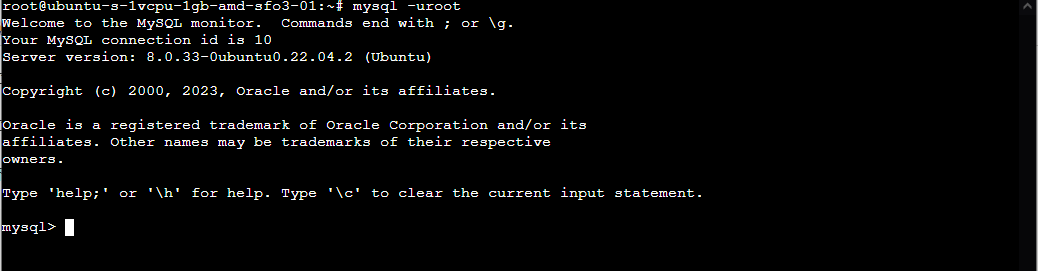 root@ubuntu-s-1vcpu-1gb-amd-sfo3-01:~# mysql -uroot
Welcome to the MySQL monitor.  Commands end with ; or \g.
Your MySQL connection id is 10
Server version: 8.0.33-0ubuntu0.22.04.2 (Ubuntu)

Copyright (c) 2000, 2023, Oracle and/or its affiliates.

Oracle is a registered trademark of Oracle Corporation and/or its
affiliates. Other names may be trademarks of their respective
owners.

Type 'help;' or '\h' for help. Type '\c' to clear the current input statement.

mysql>